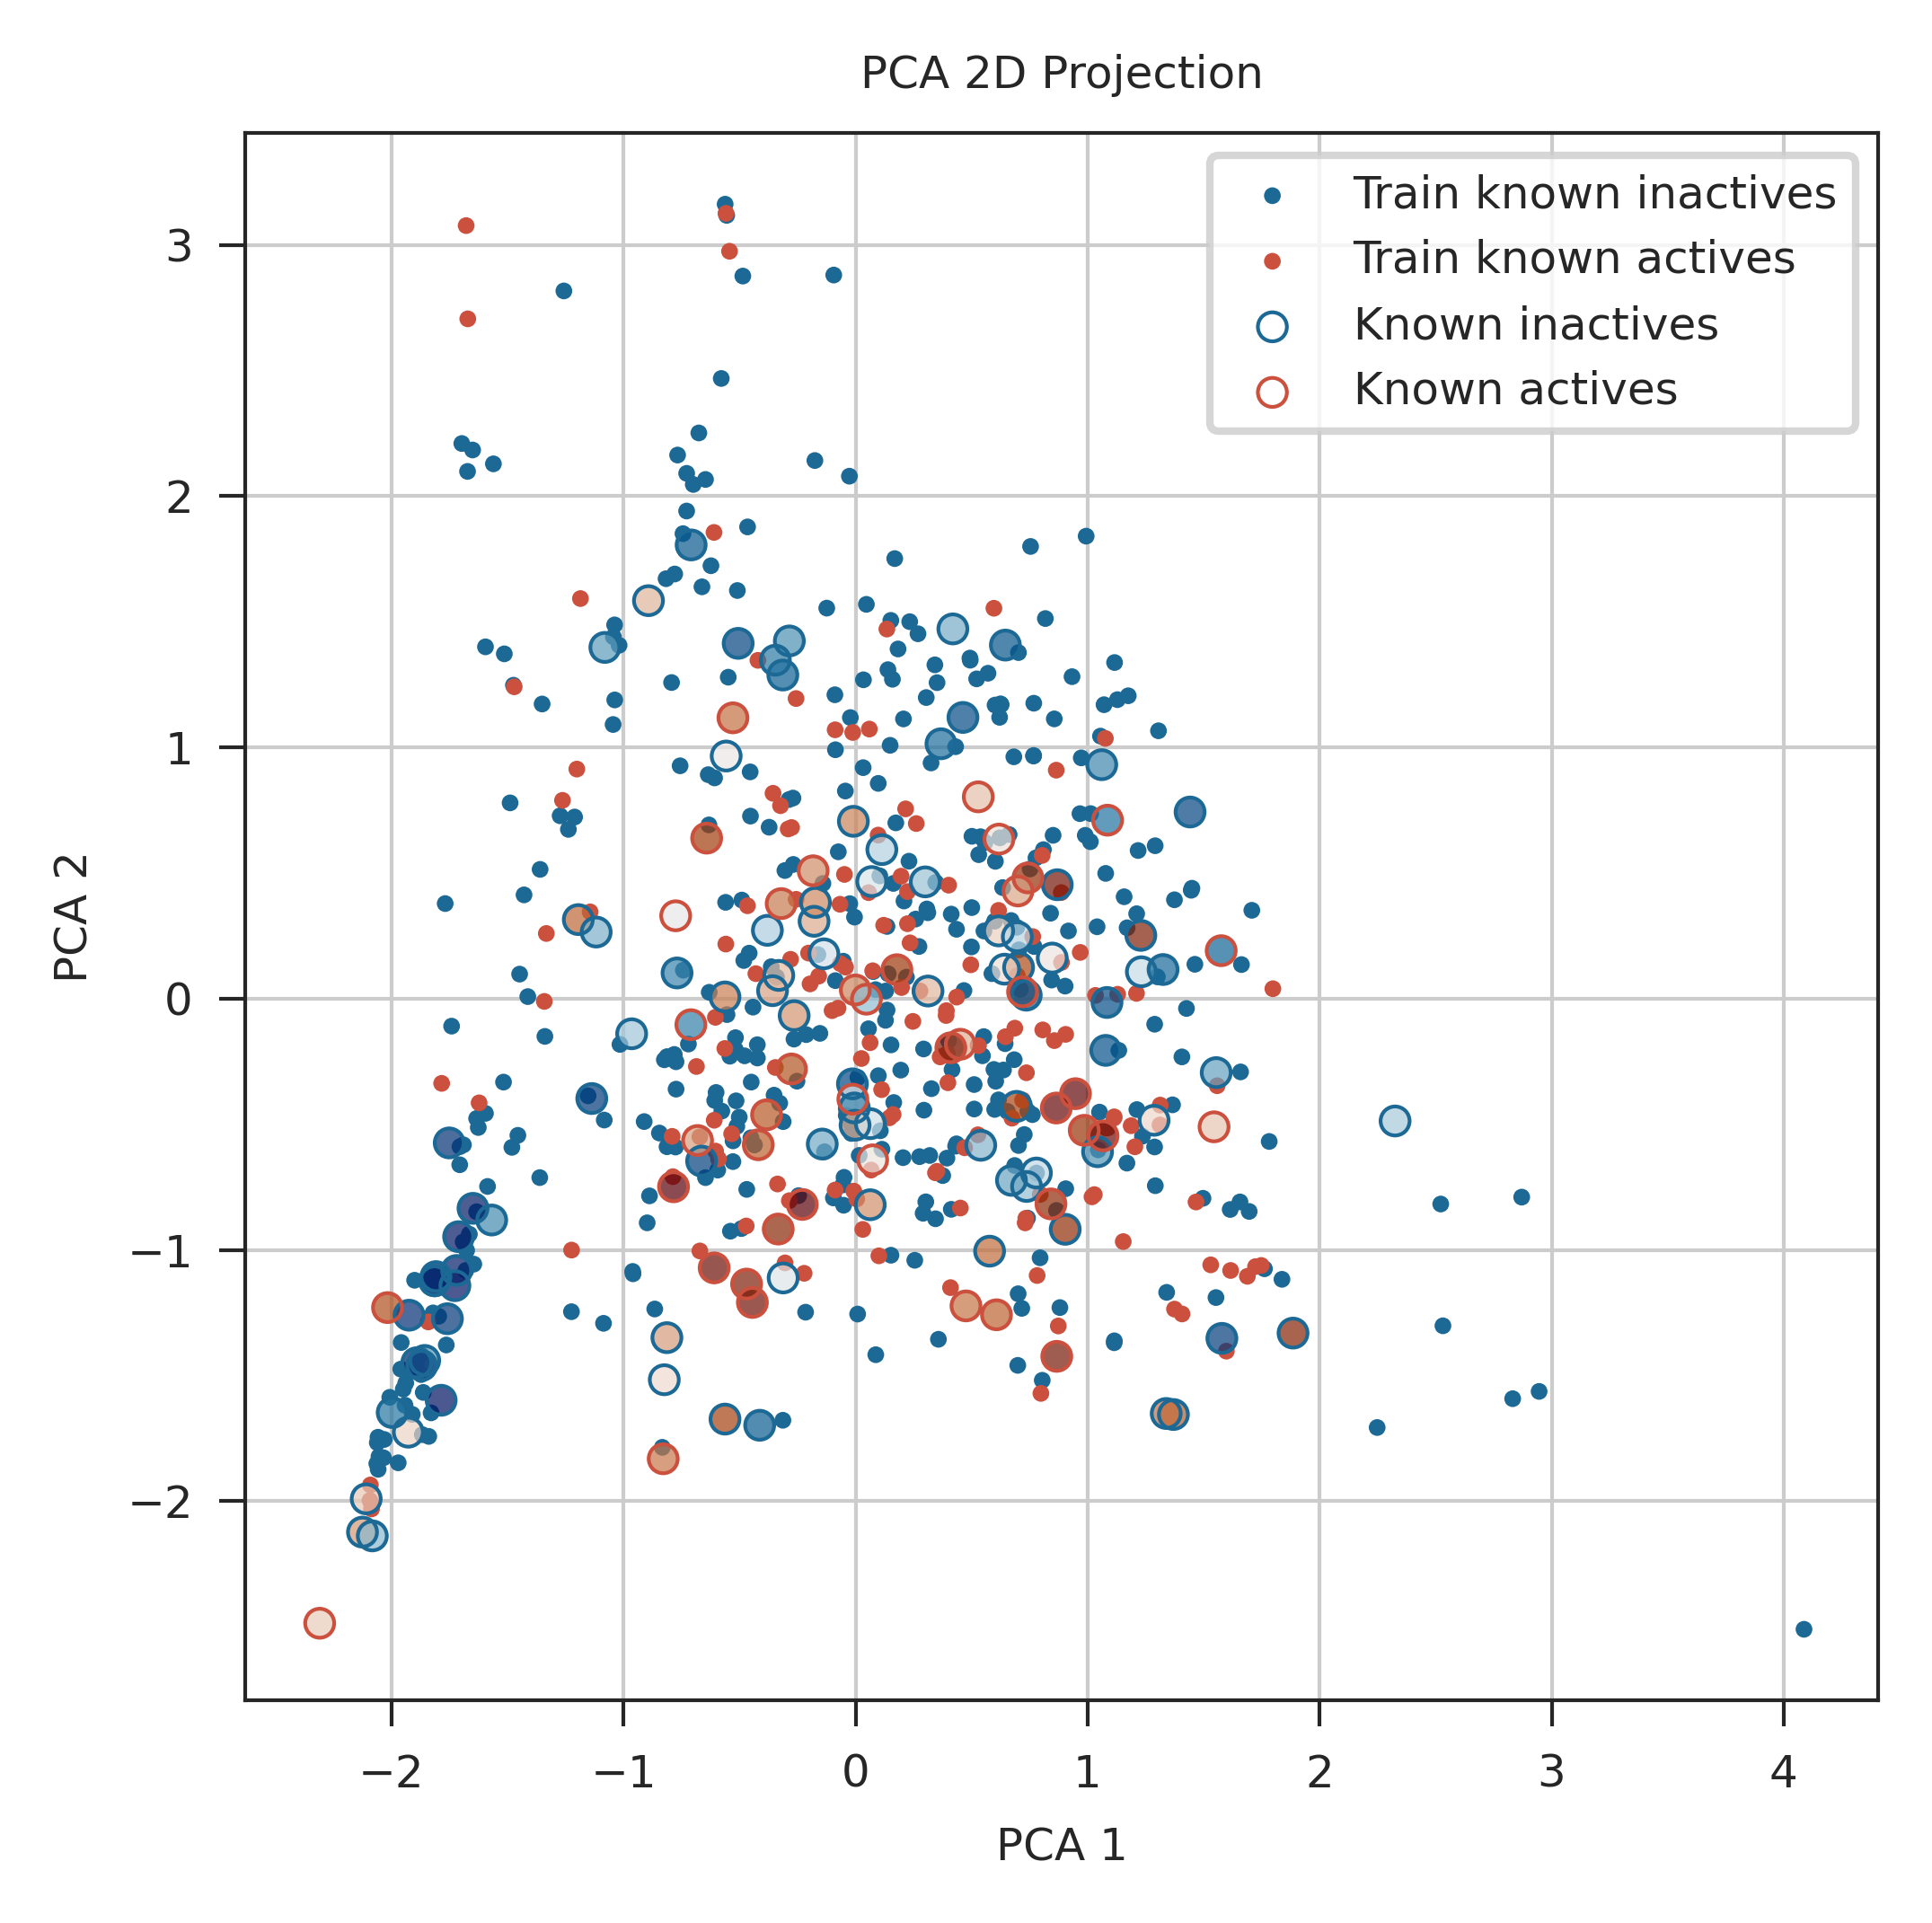 PCA 2D Projection
Train known inactives
Train known actives
Known inactives
Known actives
3
2
1
0
−1
−2
PCA 2
−2 −1 0 1 2 3 4
PCA 1